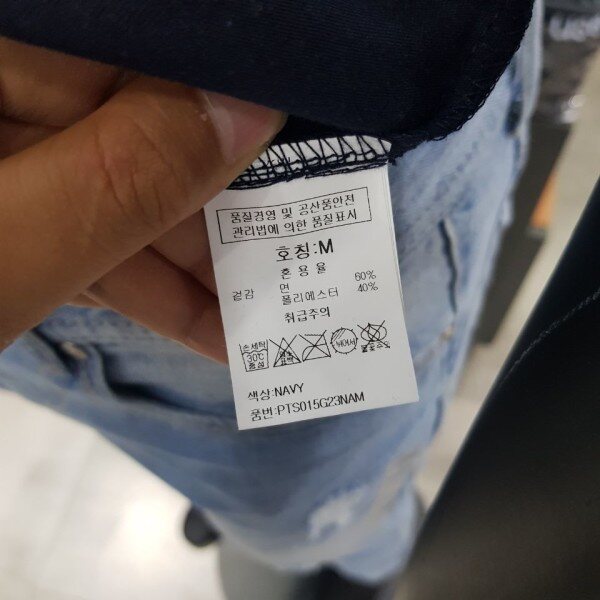 품질경영 및 공산품안전
관리법에 의한 품질표시
호칭:M
혼용율
겉감 면 60%
폴리에스터 40%
취급주의
손세탁
30℃
중성
색상:NAVY
품번:PTS015G23NAM